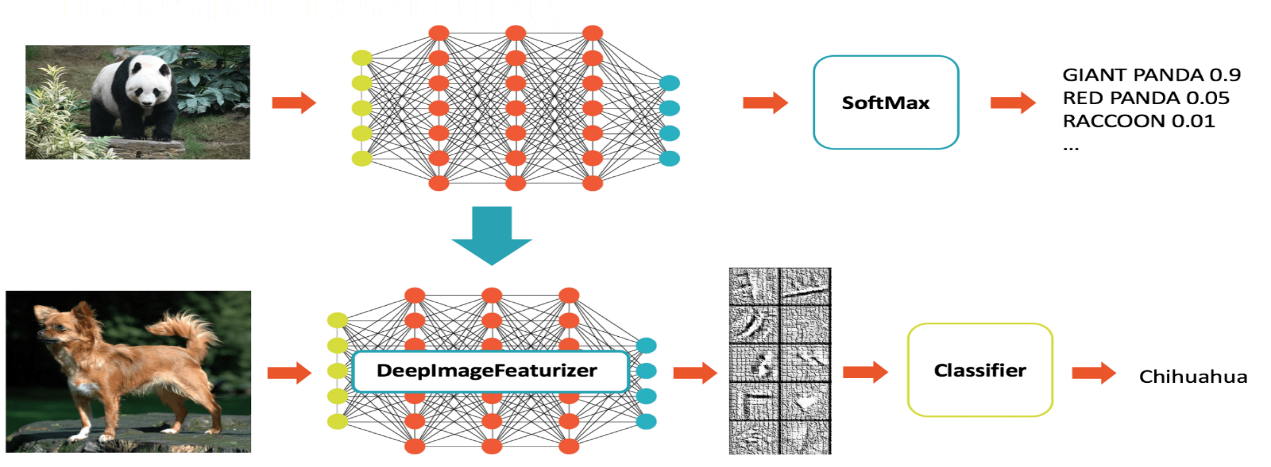 SoftMax
GIANT PANDA 0.9
RED PANDA 0.05
RACCOON 0.01
...
DeepImageFeaturizer
Classifier
Chihuahua